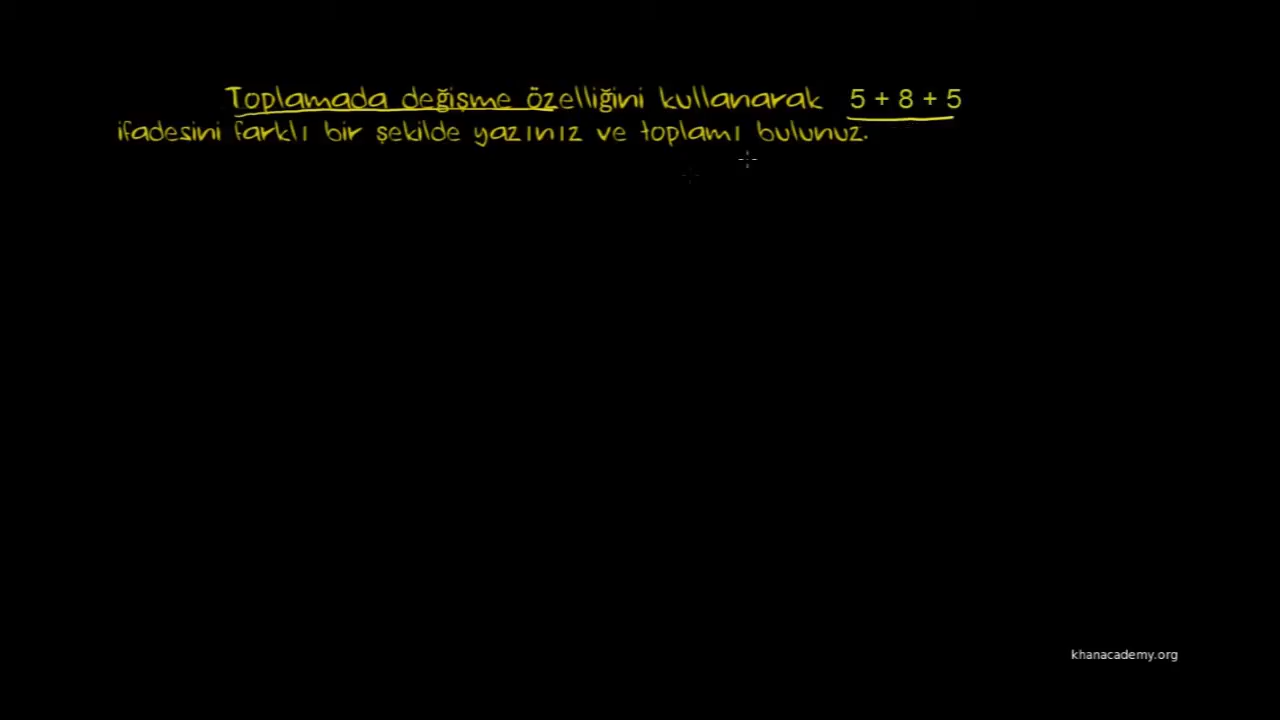 Toplamada değişme özelliğini kullanarak 5 + 8 + 5
ifadesini farklı bir şekilde yazınız ve toplamı bulunuz.
khanacademy.org